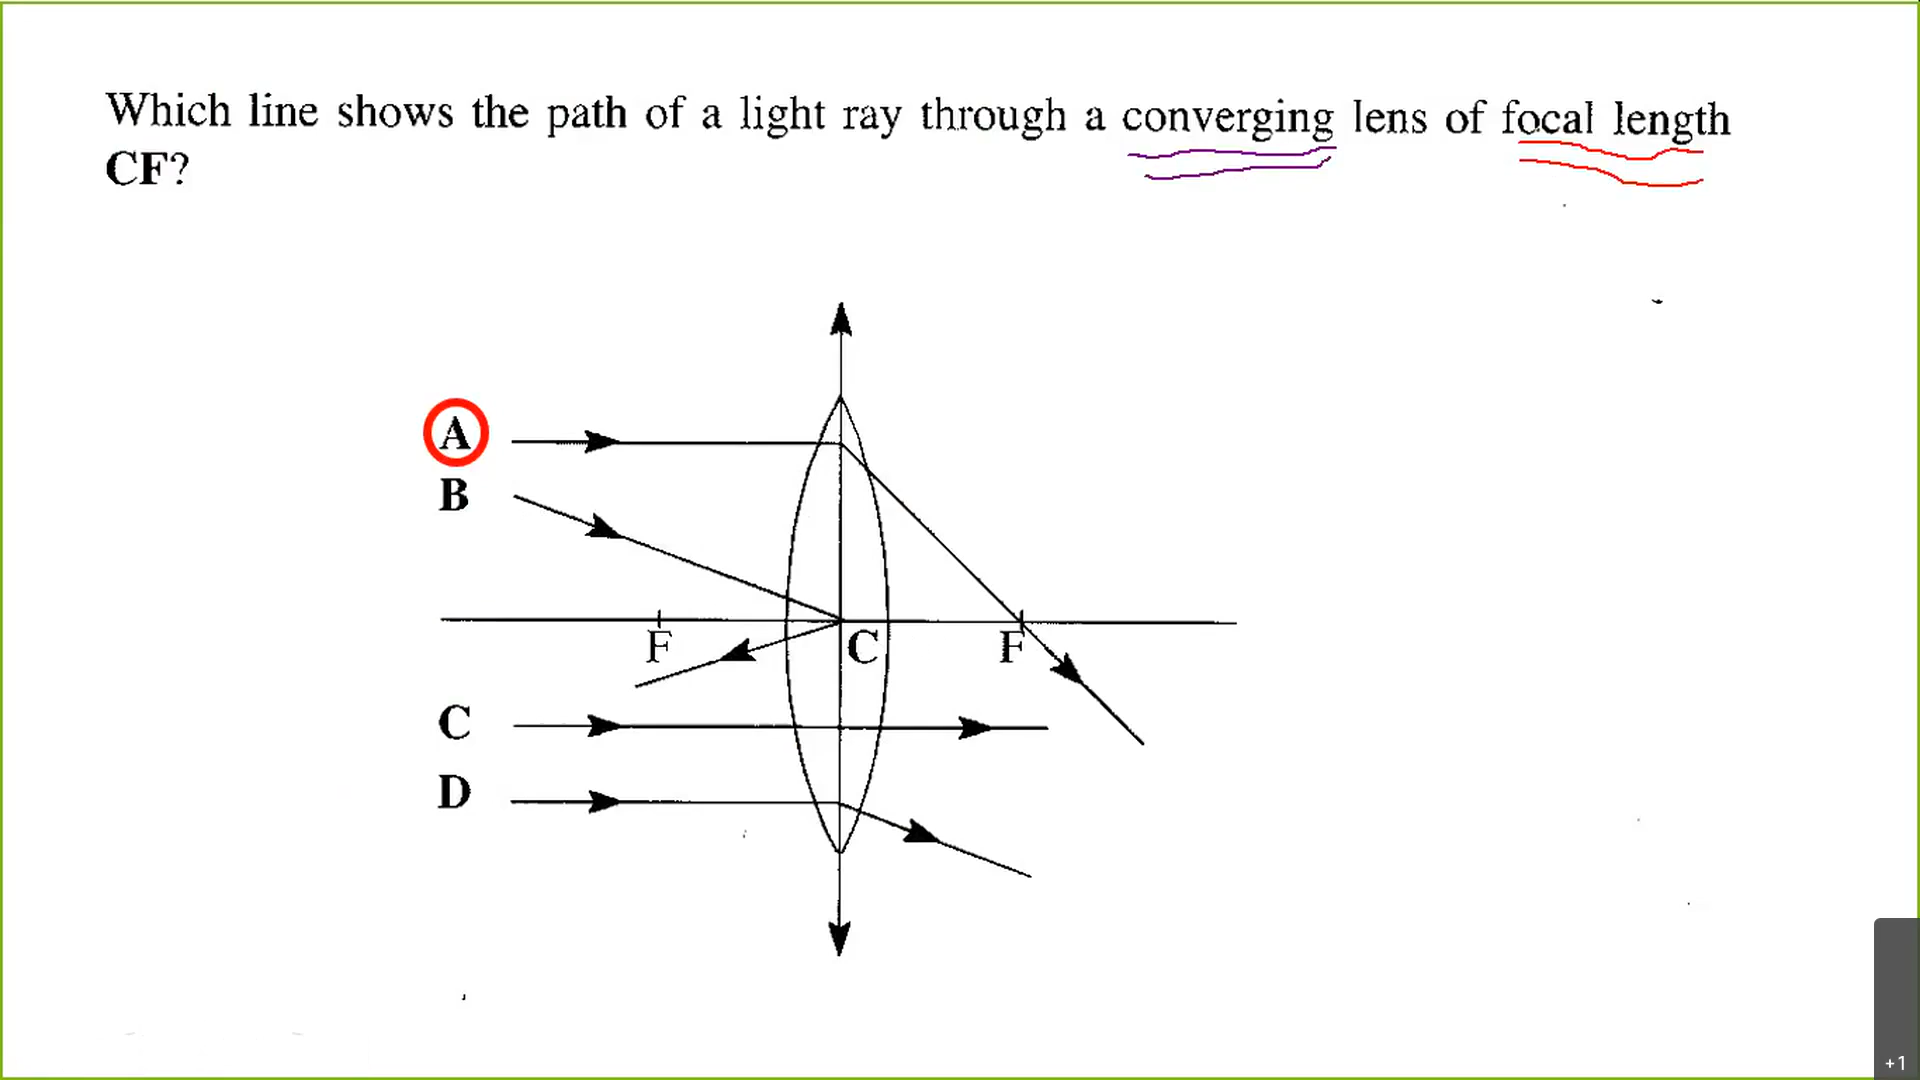 Which line shows the path of a light ray through a converging lens of focal length
CF?
A
B
F
C
F
C
D
+1